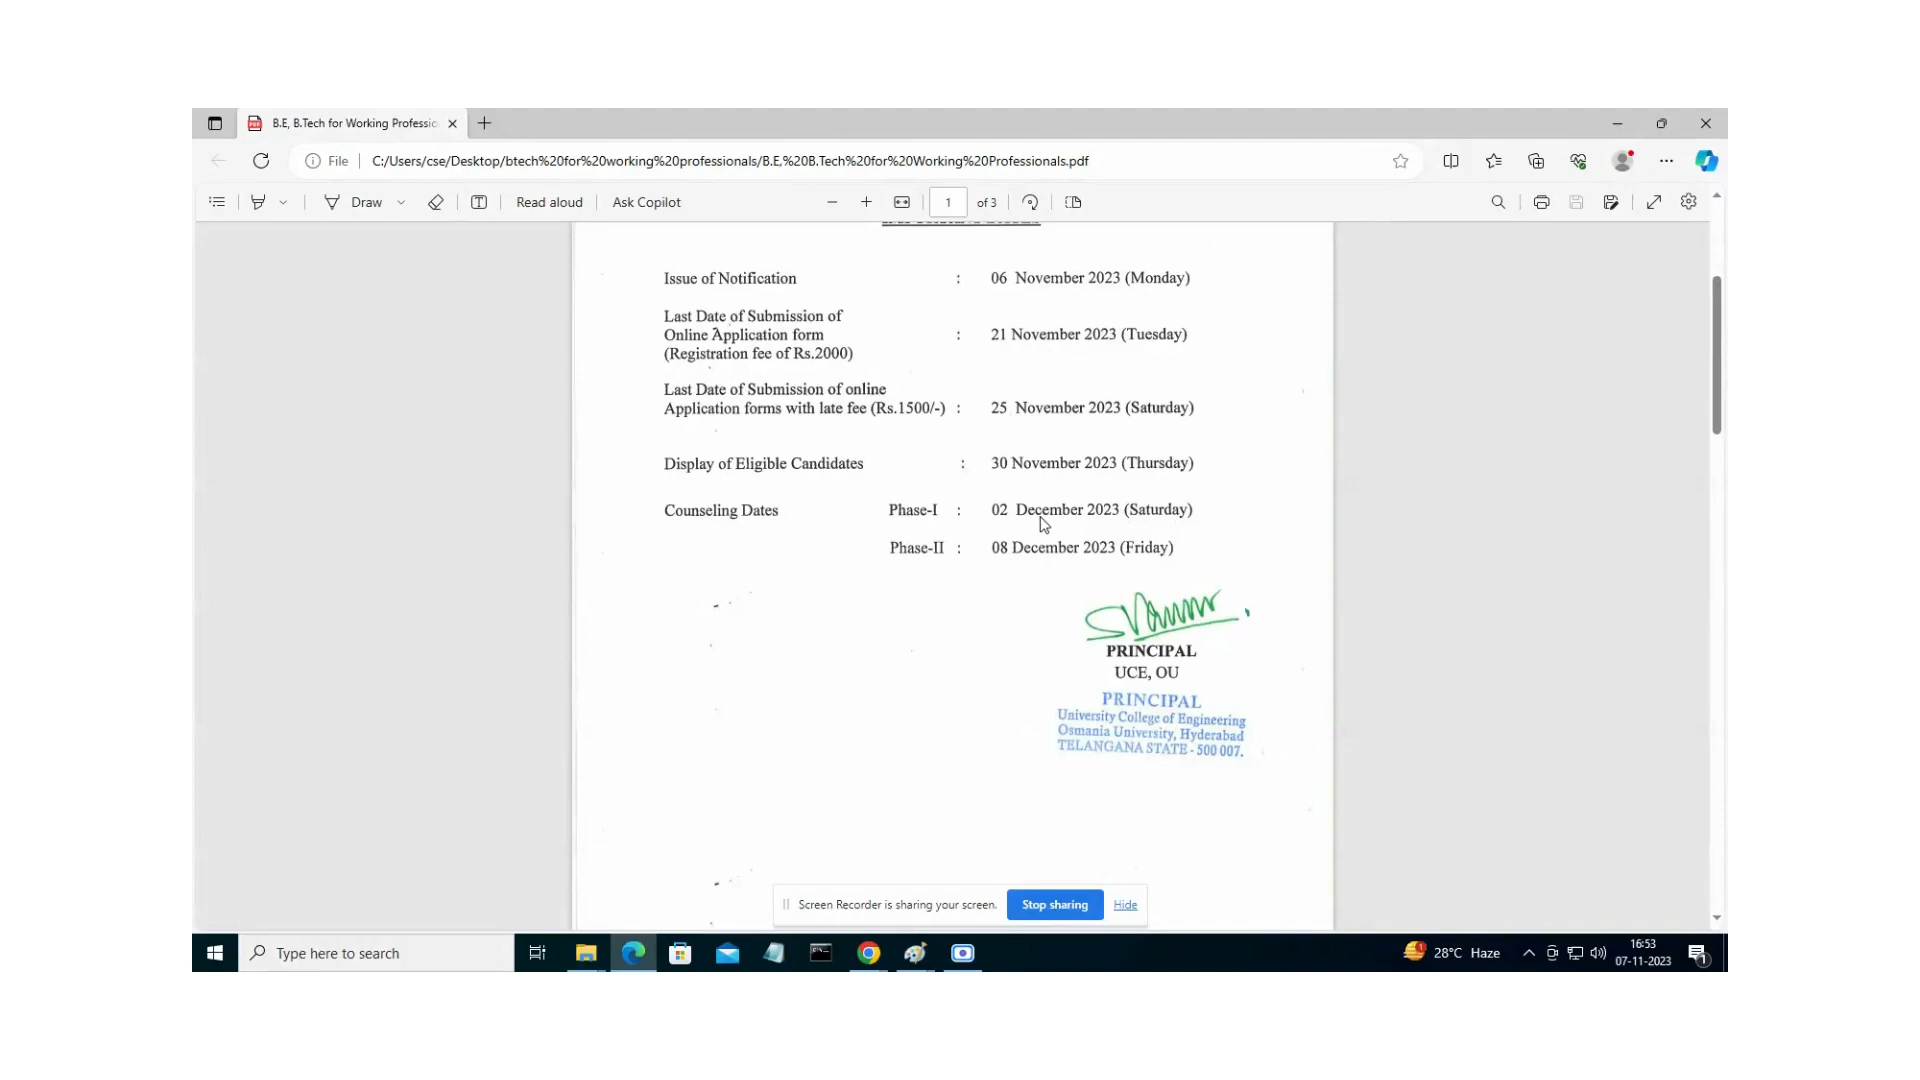 B.E, B.Tech for Working Professio
File
C:/Users/cse/Desktop/btech%20for%20working%20professionals/B.E,%20B.Tech%20for%20Working%20Professionals.pdf
Draw
Read aloud
Ask Copilot
1 of 3
Issue of Notification : 06 November 2023 (Monday)
Last Date of Submission of
Online Application form : 21 November 2023 (Tuesday)
(Registration fee of Rs.2000)
Last Date of Submission of online
Application forms with late fee (Rs.1500/-) : 25 November 2023 (Saturday)
Display of Eligible Candidates : 30 November 2023 (Thursday)
Counseling Dates Phase-I : 02 December 2023 (Saturday)
Phase-II : 08 December 2023 (Friday)
PRINCIPAL
UCE, OU
PRINCIPAL
University College of Engineering
Osmania University, Hyderabad
TELANGANA STATE - 500 007.
Screen Recorder is sharing your screen. Stop sharing Hide
Type here to search
28°C Haze
16:53
07-11-2023